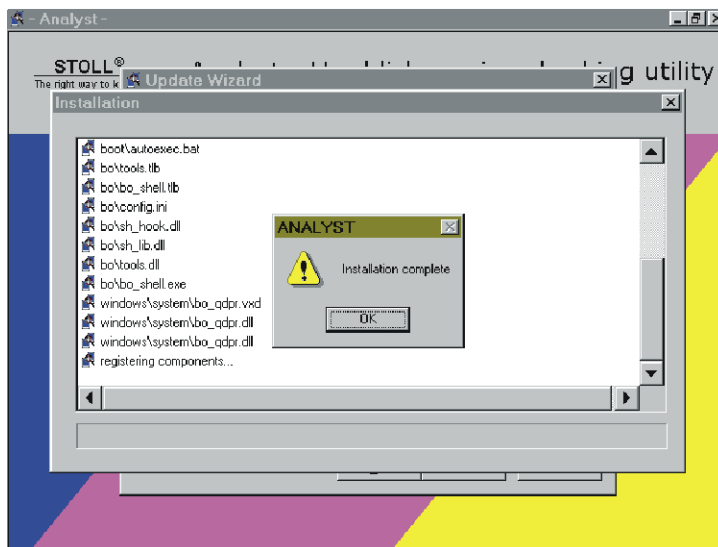 - Analyst -
STOLL®
utility
The right way to k
Update Wizard
Installation
boot\autoexec.bat
bo\tools.tlb
bo\bo_shell.tlb
bo\config.ini
bo\sh_hook.dll
bo\sh_lib.dll
bo\tools.dll
bo\bo_shell.exe
windows\system\bo_qdpr.vxd
windows\system\bo_qdpr.dll
windows\system\bo_qdpr.dll
registering components...
ANALYST
Installation complete
OK